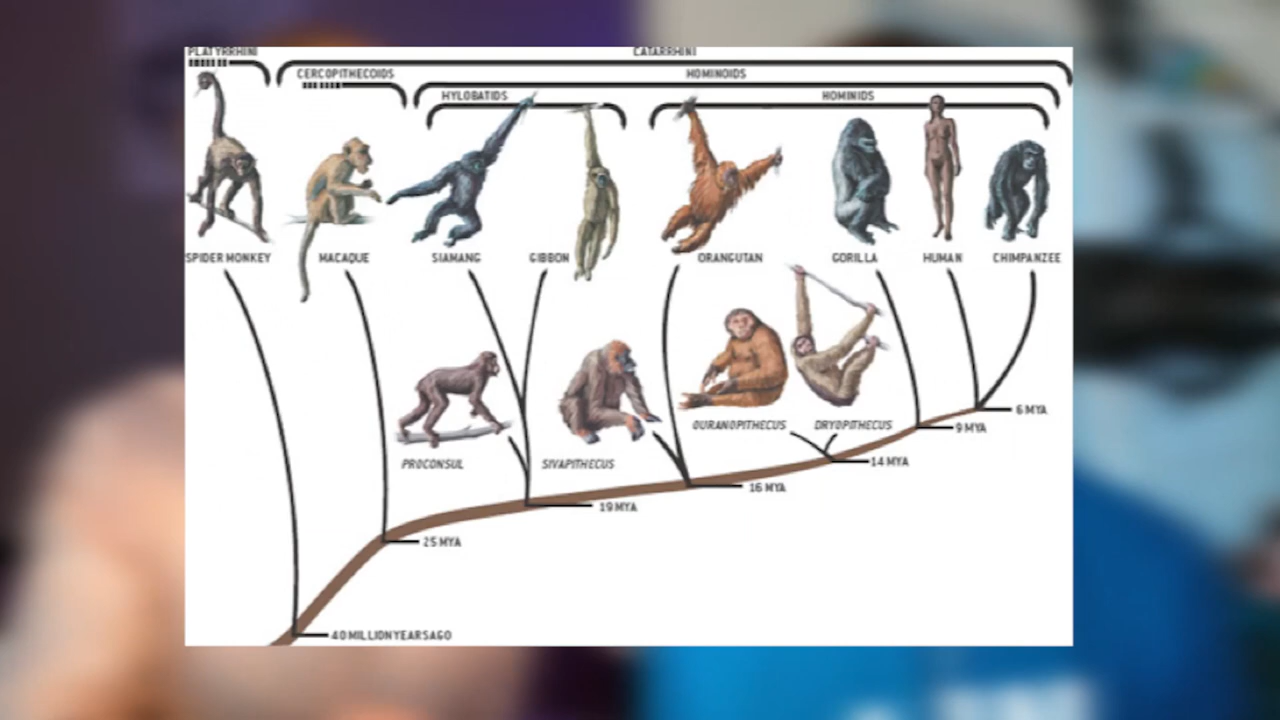 PLATYRRHINI
CATARRHINI
CERCOPITHECOIDS
HOMINOIDS
HYLOBATIDS
HOMINIDS
SPIDER MONKEY
MACAQUE
SIAMANG
GIBBON
ORANGUTAN
GORILLA
HUMAN
CHIMPANZEE
OURANOPITHECUS
DRYOPITHECUS
PROCONSUL
SIVAPITHECUS
6 MYA
9 MYA
14 MYA
16 MYA
19 MYA
25 MYA
40 MILLION YEARS AGO